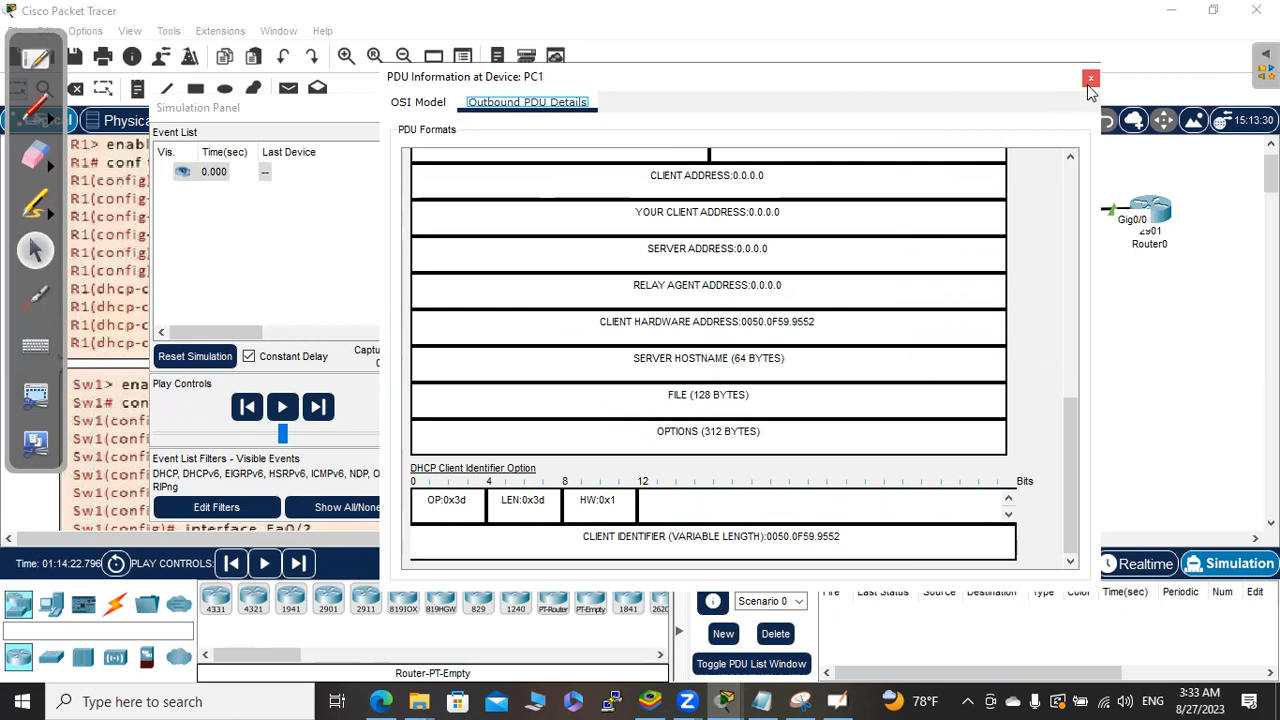 Cisco Packet Tracer
Options View Tools Extensions Window Help
PDU Information at Device: PC1
x
OSI Model Outbound PDU Details
PDU Formats
CLIENT ADDRESS:0.0.0.0
YOUR CLIENT ADDRESS:0.0.0.0
SERVER ADDRESS:0.0.0.0
RELAY AGENT ADDRESS:0.0.0.0
CLIENT HARDWARE ADDRESS:0050.0F59.9552
SERVER HOSTNAME (64 BYTES)
FILE (128 BYTES)
OPTIONS (312 BYTES)
DHCP Client Identifier Option
0 4 8 12 Bits
OP:0x3d LEN:0x3d HW:0x1
CLIENT IDENTIFIER (VARIABLE LENGTH):0050.0F59.9552
Simulation Panel
Event List
Vis. Time(sec) Last Device
0.000 --
Reset Simulation Constant Delay Captu
Play Controls
Event List Filters - Visible Events
DHCP, DHCPv6, EIGRPv6, HSRPv6, ICMPv6, NDP, O
RIPng
Edit Filters Show All/None
Physica
R1> enabl
R1# conf
R1(config)
R1(config)
R1(config)
R1(config)
R1(config)
R1(config)
R1(dhcp-c
R1(dhcp-c
R1(dhcp-c
Sw1> ena
Sw1# con
Sw1(confi
Sw1(confi
Sw1(confi
Sw1(confi
interface Fa0/2
15:13:30
Gig0/0
2901
Router0
Time: 01:14:22.796 PLAY CONTROLS:
Realtime Simulation
4331 4321 1941 2901 2911 819IOX 819HGW 829 1240 PT-Router PT-Empty 1841 262
Router-PT-Empty
Scenario 0
New Delete
Toggle PDU List Window
Fire Last Status Source Destination Type Color Time(sec) Periodic Num Edit
Type here to search
78°F
ENG
3:33 AM
8/27/2023